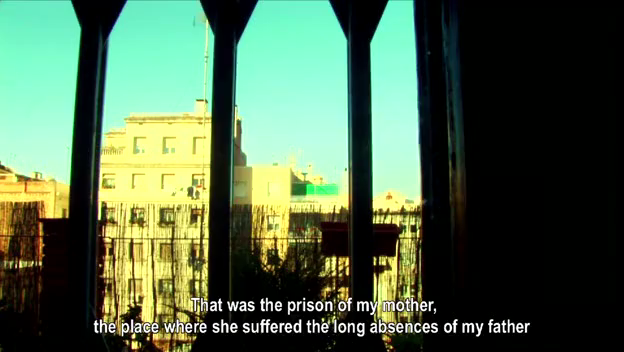 That was the prison of my mother,
the place where she suffered the long absences of my father